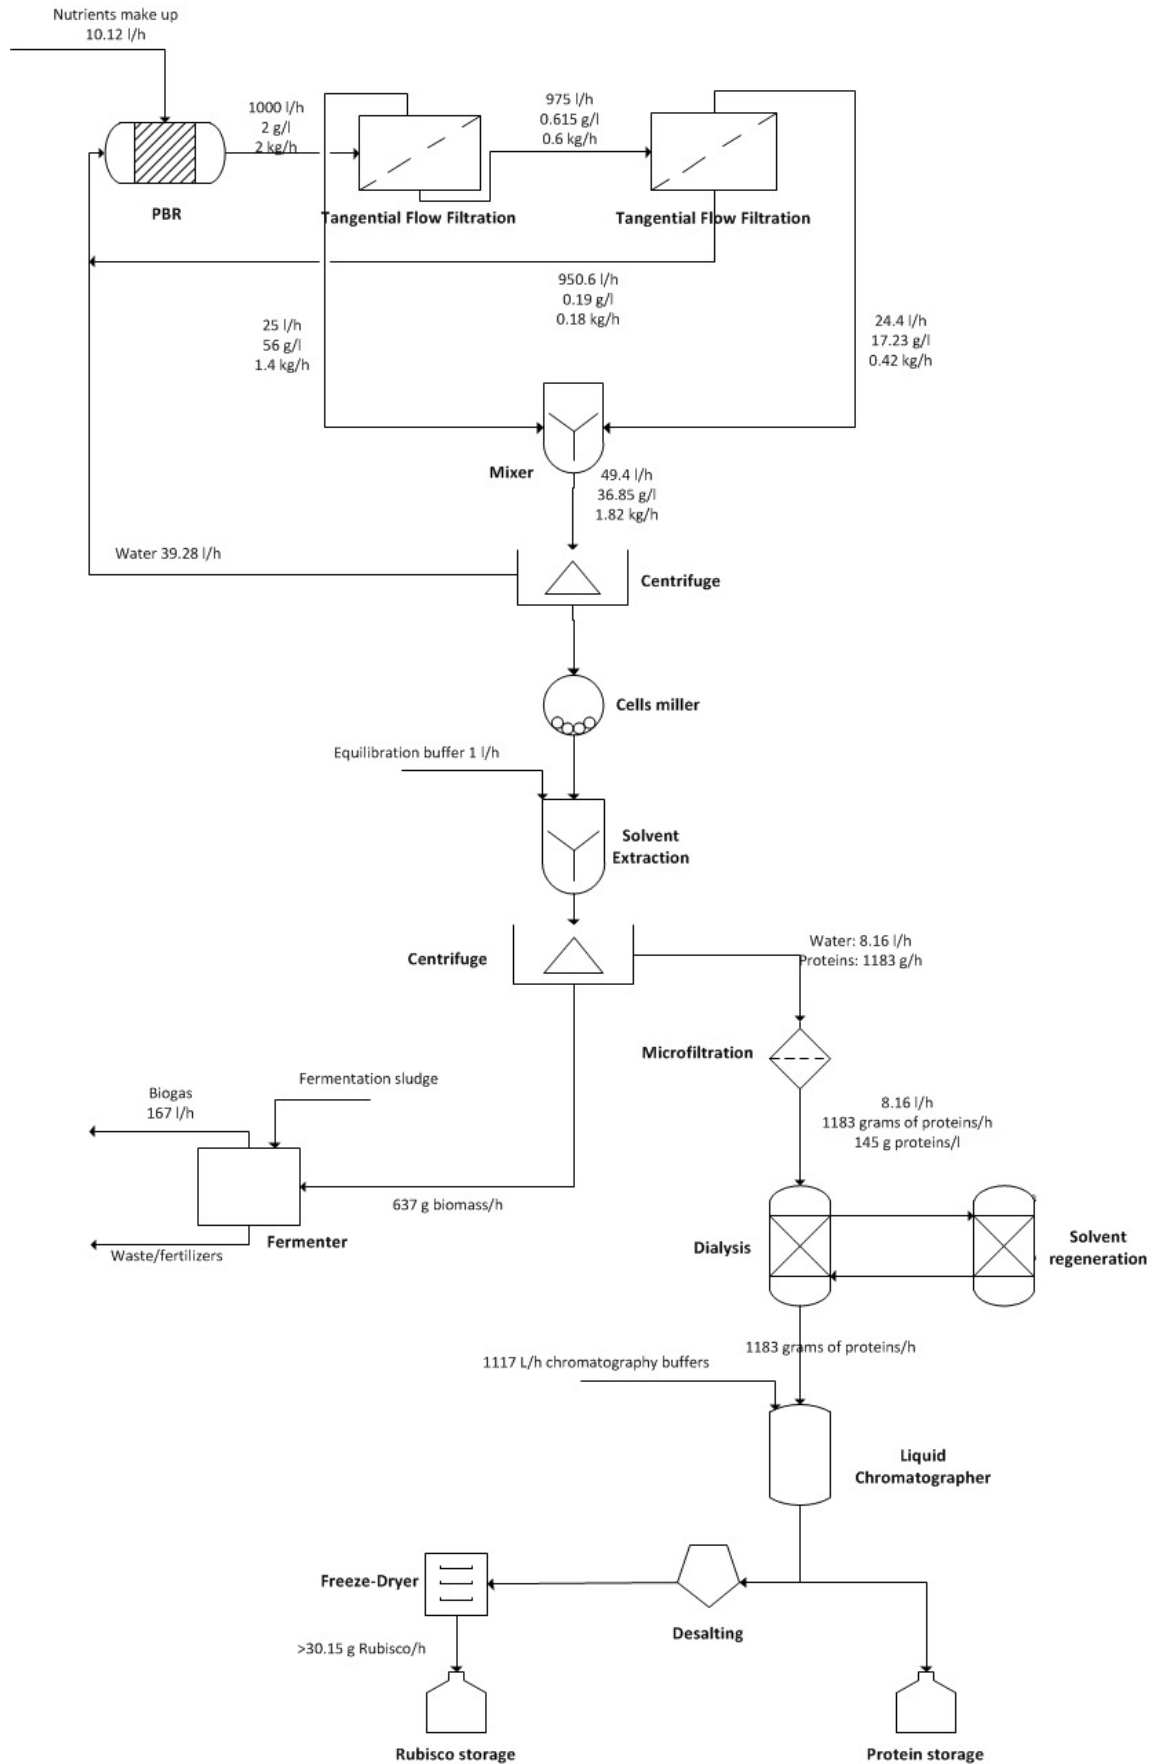 Nutrients make up
10.12 l/h
1000 l/h
2 g/l
2 kg/h
975 l/h
0.615 g/l
0.6 kg/h
PBR
Tangential Flow Filtration
Tangential Flow Filtration
950.6 l/h
0.19 g/l
0.18 kg/h
25 l/h
56 g/l
1.4 kg/h
24.4 l/h
17.23 g/l
0.42 kg/h
Mixer
49.4 l/h
36.85 g/l
1.82 kg/h
Water 39.28 l/h
Centrifuge
Cells miller
Equilibration buffer 1 l/h
Solvent
Extraction
Centrifuge
Water: 8.16 l/h
Proteins: 1183 g/h
Microfiltration
Fermentation sludge
Biogas
167 l/h
8.16 l/h
1183 grams of proteins/h
145 g proteins/l
637 g biomass/h
Fermenter
Waste/fertilizers
Dialysis
Solvent
regeneration
1183 grams of proteins/h
1117 L/h chromatography buffers
Liquid
Chromatographer
Freeze-Dryer
Desalting
>30.15 g Rubisco/h
Rubisco storage
Protein storage